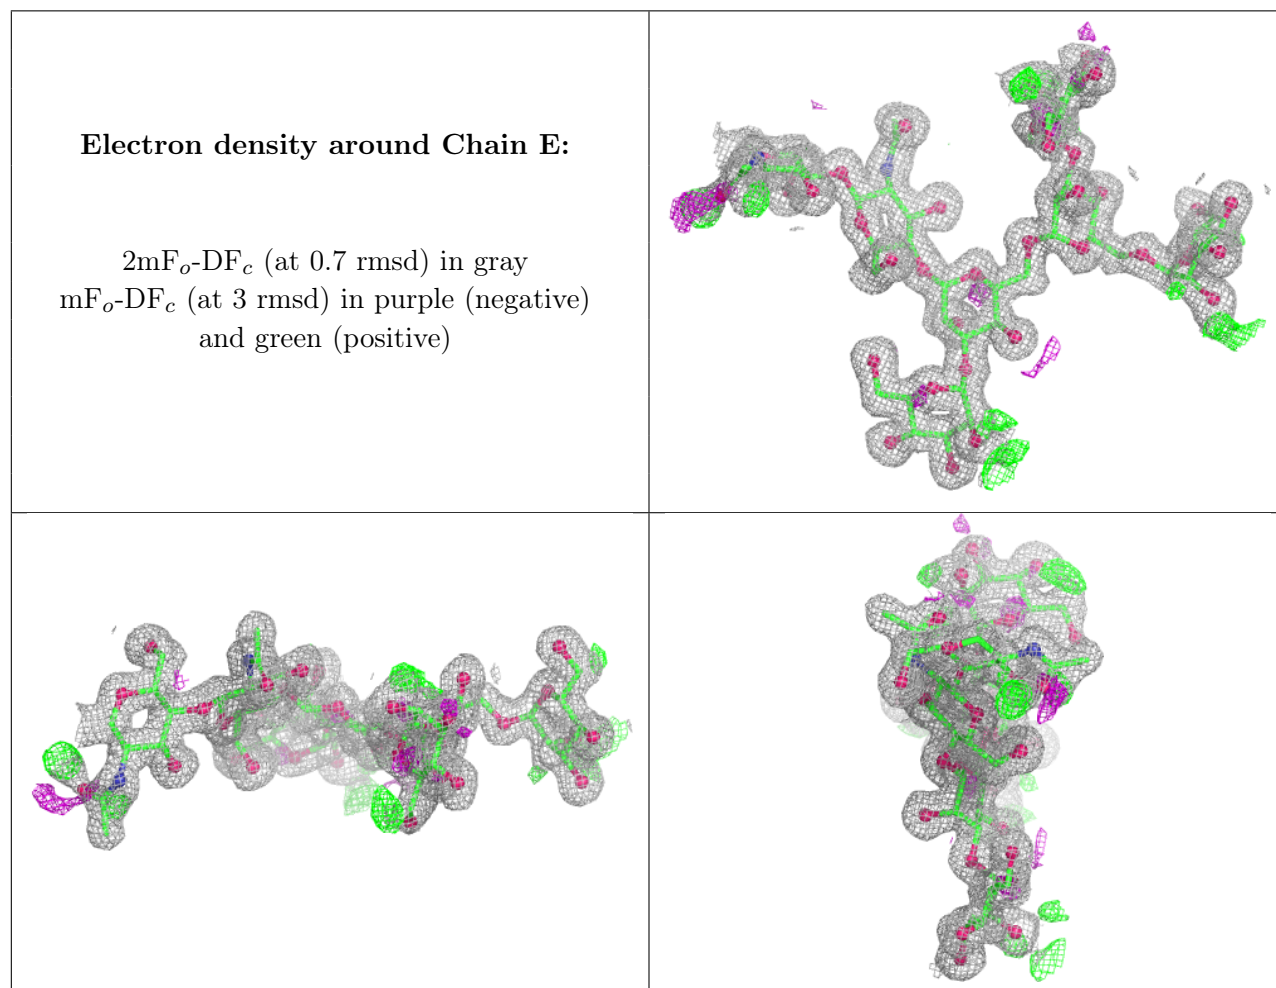 Electron density around Chain E:
2mFo-DFc (at 0.7 rmsd) in gray
mFo-DFc (at 3 rmsd) in purple (negative)
and green (positive)